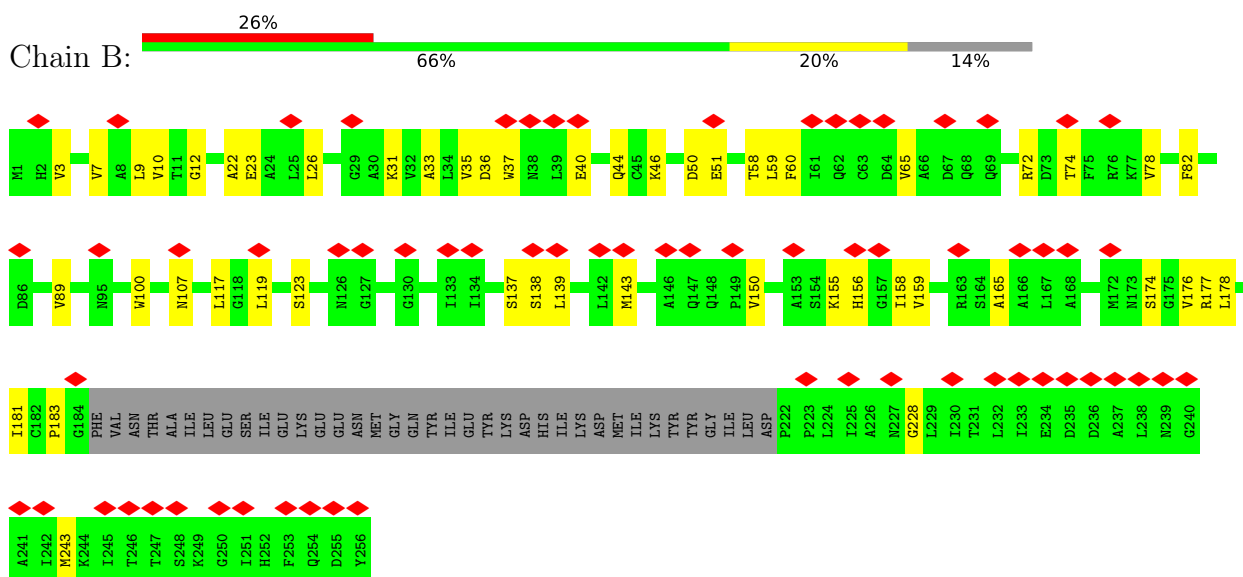 26%
Chain B:
66% 20% 14%
M1 H2 V3 V7 A8 L9 V10 T11 G12 A22 E23 A24 L25 L26 G29 A30 K31 V32 A33 L34 V35 D36 W37 N38 L39 E40 Q44 C45 K46 D50 E51 T58 L59 F60 I61 Q62 C63 D64 V65 A66 D67 Q68 Q69 R72 D73 T74 F75 R76 K77 V78 F82
D86 V89 N95 W100 N107 L117 G118 L119 S123 N126 G127 G130 I133 I134 S137 S138 L139 L142 M143 A146 Q147 Q148 P149 V150 A153 S154 K155 H156 G157 I158 V159 R163 S164 A165 A166 L167 A168 M172 N173 S174 G175 V176 R177 L178
I181 C182 P183 G184 PHE VAL ASN THR ALA ILE LEU GLU SER ILE GLU LYS GLU GLU ASN MET GLY GLN TYR ILE GLU TYR LYS ASP HIS ILE LYS ASP MET ILE LYS TYR TYR GLY ILE LEU ASP P222 P223 L224 I225 A226 N227 G228 L229 I230 T231 L232 I233 E234 D235 D236 A237 L238 N239 G240
A241 I242 M243 K244 I245 T246 T247 S248 K249 G250 I251 H252 F253 Q254 D255 Y256